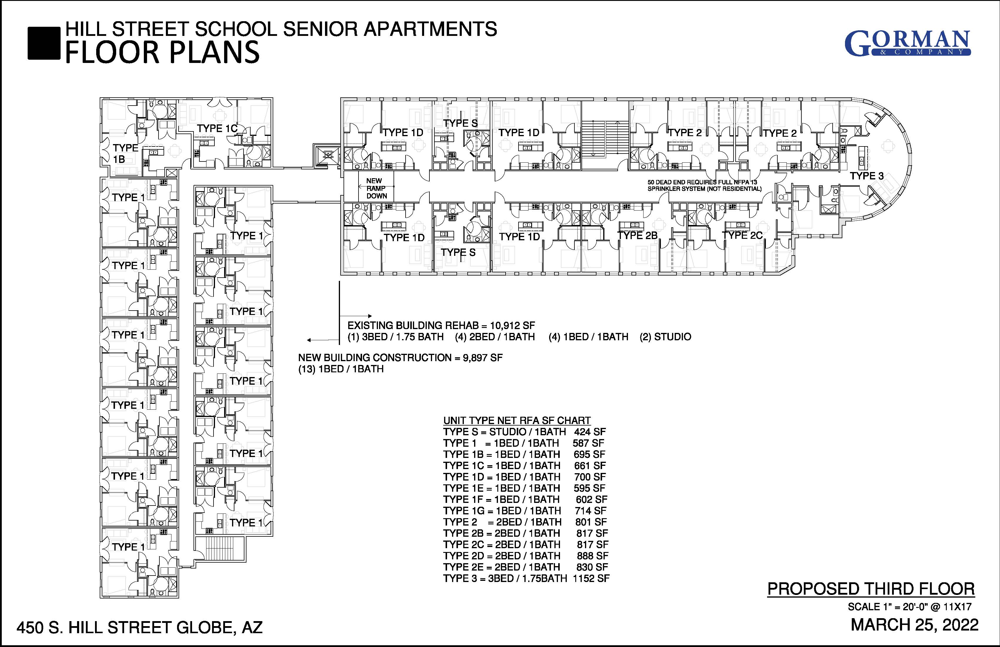 HILL STREET SCHOOL SENIOR APARTMENTS
FLOOR PLANS
GORMAN
& COMPANY
TYPE 1C
TYPE
1B
TYPE 1
TYPE 1
TYPE 1
TYPE 1
TYPE 1
TYPE 1
TYPE 1
TYPE 1
TYPE 1
TYPE 1
TYPE 1
TYPE 1D
TYPE S
TYPE 1D
TYPE 2
TYPE 2
TYPE 3
NEW
RAMP
DOWN
50 DEAD END REQUIRES FULL NFPA 13
SPRINKLER SYSTEM (NOT RESIDENTIAL)
TYPE 1D
TYPE S
TYPE 1D
TYPE 2B
TYPE 2C
EXISTING BUILDING REHAB = 10,912 SF
(1) 3BED / 1.75 BATH (4) 2BED / 1BATH (4) 1BED / 1BATH (2) STUDIO
NEW BUILDING CONSTRUCTION = 9,897 SF
(13) 1BED / 1BATH
UNIT TYPE NET RFA SF CHART
TYPE S = STUDIO / 1BATH 424 SF
TYPE 1 = 1BED / 1BATH 587 SF
TYPE 1B = 1BED / 1BATH 695 SF
TYPE 1C = 1BED / 1BATH 661 SF
TYPE 1D = 1BED / 1BATH 700 SF
TYPE 1E = 1BED / 1BATH 595 SF
TYPE 1F = 1BED / 1BATH 602 SF
TYPE 1G = 1BED / 1BATH 714 SF
TYPE 2 = 2BED / 1BATH 801 SF
TYPE 2B = 2BED / 1BATH 817 SF
TYPE 2C = 2BED / 1BATH 817 SF
TYPE 2D = 2BED / 1BATH 888 SF
TYPE 2E = 2BED / 1BATH 830 SF
TYPE 3 = 3BED / 1.75BATH 1152 SF
PROPOSED THIRD FLOOR
SCALE 1" = 20'-0" @ 11X17
MARCH 25, 2022
450 S. HILL STREET GLOBE, AZ